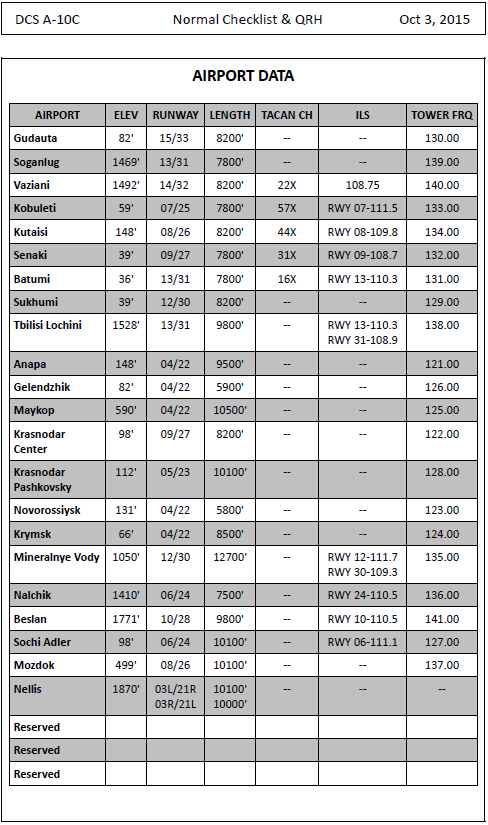 DCS A-10C Normal Checklist & QRH Oct 3, 2015
AIRPORT DATA
AIRPORT ELEV RUNWAY LENGTH TACAN CH ILS TOWER FRQ
Gudauta 82' 15/33 8200' -- -- 130.00
Soganlug 1469' 13/31 7800' -- -- 139.00
Vaziani 1492' 14/32 8200' 22X 108.75 140.00
Kobuleti 59' 07/25 7800' 57X RWY 07-111.5 133.00
Kutaisi 148' 08/26 8200' 44X RWY 08-109.8 134.00
Senaki 39' 09/27 7800' 31X RWY 09-108.7 132.00
Batumi 36' 13/31 7800' 16X RWY 13-110.3 131.00
Sukhumi 39' 12/30 8200' -- -- 129.00
Tbilisi Lochini 1528' 13/31 9800' -- RWY 13-110.3 138.00
RWY 31-108.9
Anapa 148' 04/22 9500' -- -- 121.00
Gelendzhik 82' 04/22 5900' -- -- 126.00
Maykop 590' 04/22 10500' -- -- 125.00
Krasnodar 98' 09/27 8200' -- -- 122.00
Center
Krasnodar 112' 05/23 10100' -- -- 128.00
Pashkovsky
Novorossiysk 131' 04/22 5800' -- -- 123.00
Krymsk 66' 04/22 8500' -- -- 124.00
Mineralnye Vody 1050' 12/30 12700' -- RWY 12-111.7 135.00
RWY 30-109.3
Nalchik 1410' 06/24 7500' -- RWY 24-110.5 136.00
Beslan 1771' 10/28 9800' -- RWY 10-110.5 141.00
Sochi Adler 98' 06/24 10100' -- RWY 06-111.1 127.00
Mozdok 499' 08/26 10100' -- -- 137.00
Nellis 1870' 03L/21R 10100' -- -- --
03R/21L 10000'
Reserved
Reserved
Reserved